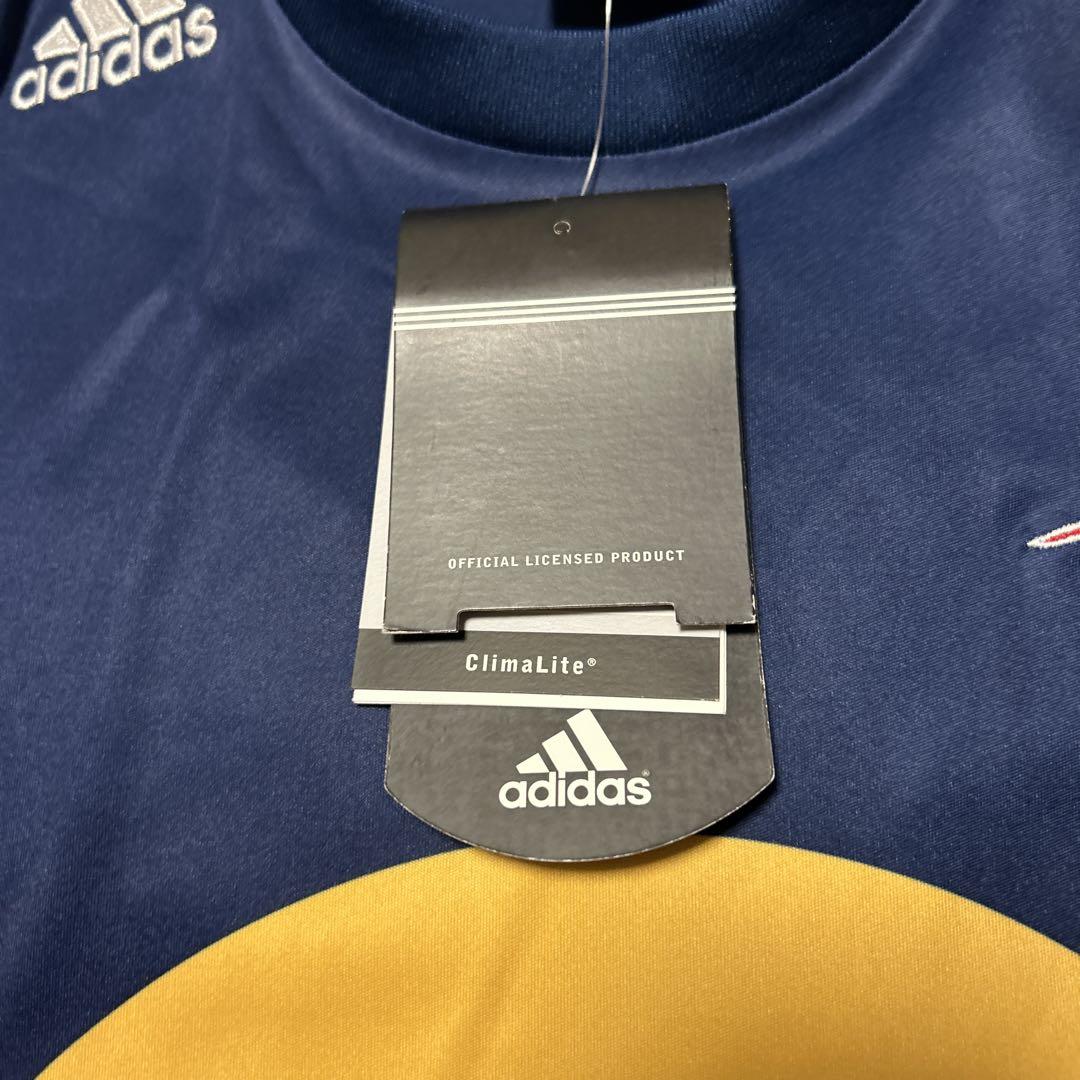 adidas
OFFICIAL LICENSED PRODUCT
ClimaLite®
adidas®